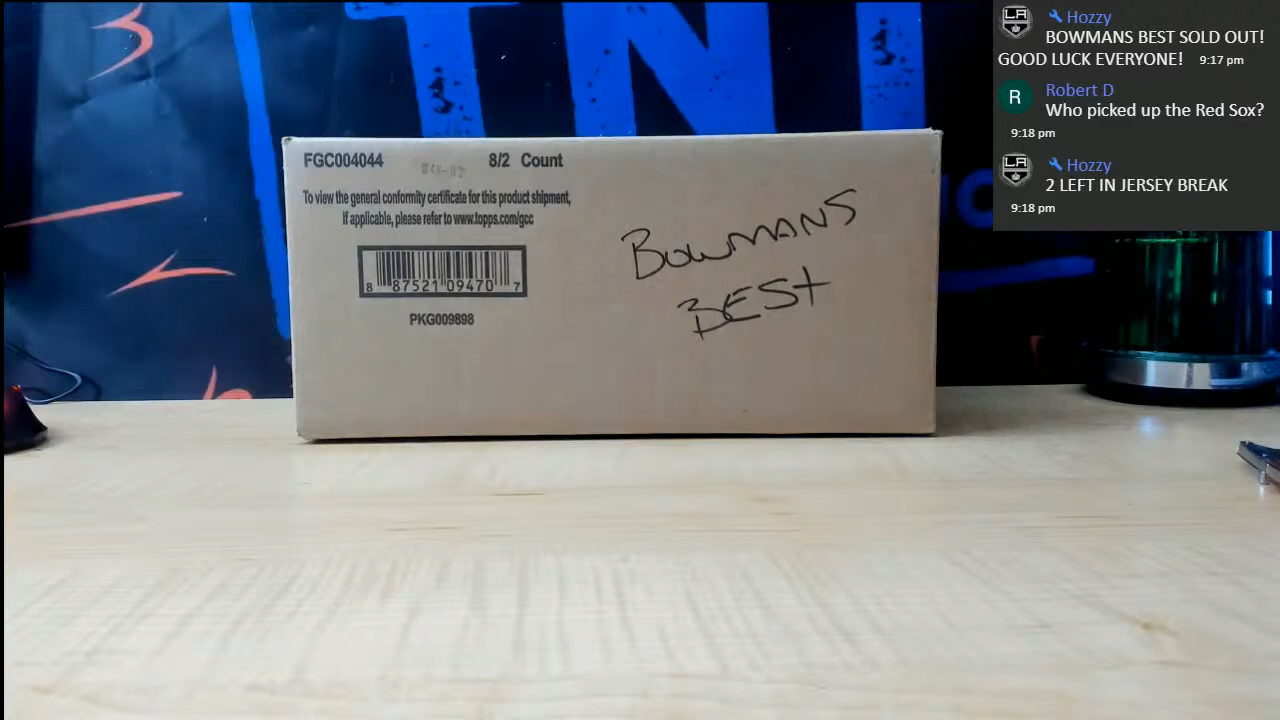 TNT
FGC004044 8/2 Count
To view the general conformity certificate for this product shipment,
If applicable, please refer to www.topps.com/gcc
8 87521 09470 7
PKG009898
BOWMANS
BEST
Hozzy
BOWMANS BEST SOLD OUT!
GOOD LUCK EVERYONE! 9:17 pm
R Robert D
Who picked up the Red Sox?
9:18 pm
Hozzy
2 LEFT IN JERSEY BREAK
9:18 pm
LA
LA